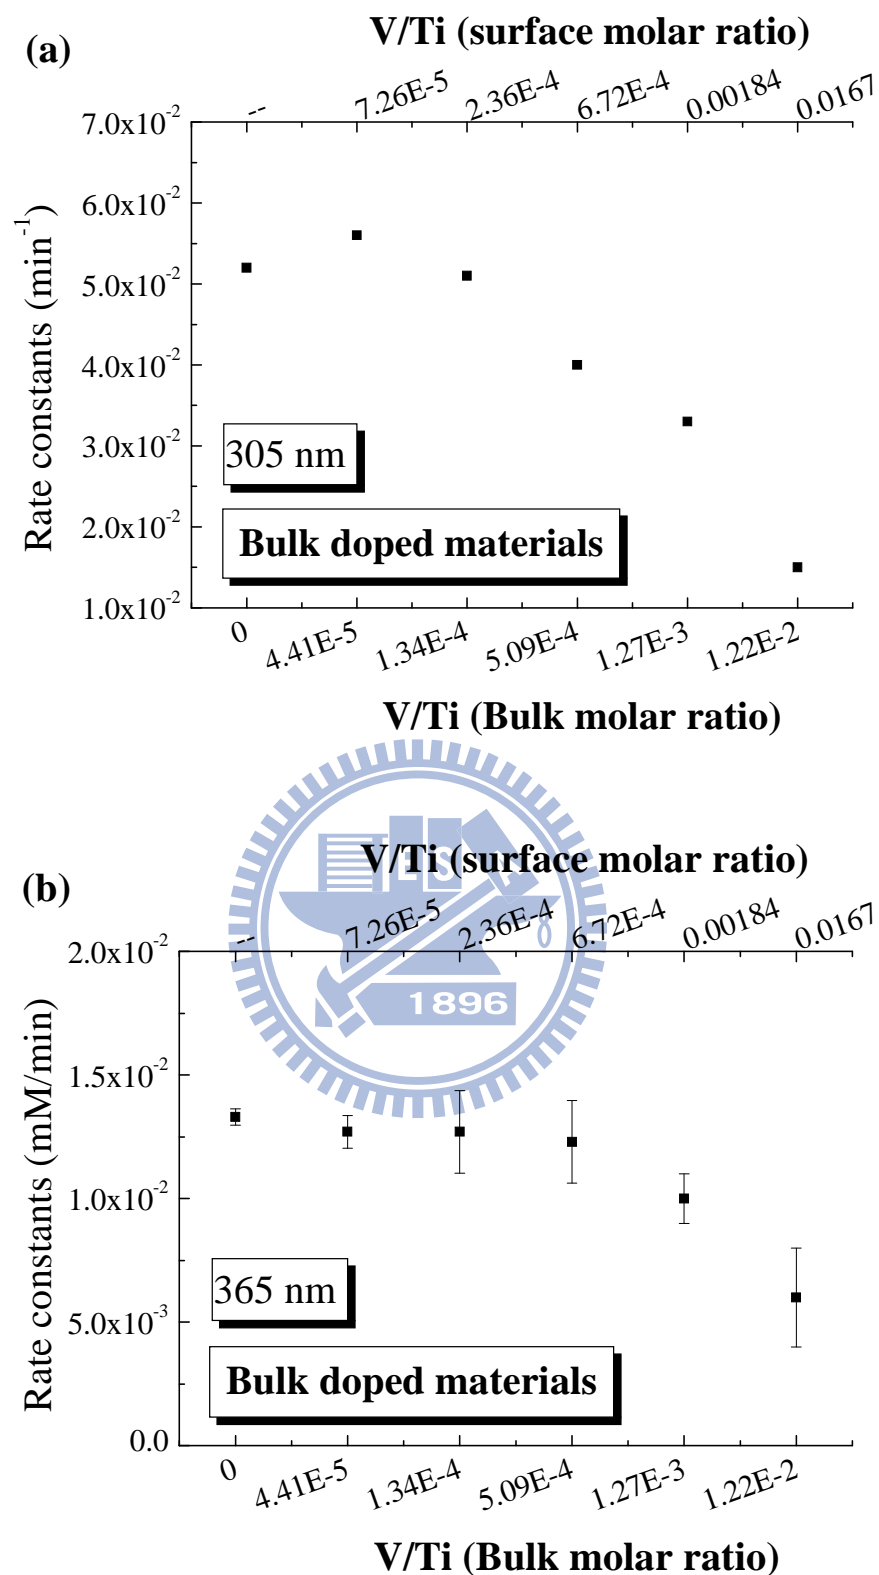 (a)
V/Ti (surface molar ratio)
-- 7.26E-5 2.36E-4 6.72E-4 0.00184 0.0167
7.0x10^-2
6.0x10^-2
5.0x10^-2
4.0x10^-2
3.0x10^-2
2.0x10^-2
1.0x10^-2
Rate constants (min^-1)
305 nm
Bulk doped materials
0 4.41E-5 1.34E-4 5.09E-4 1.27E-3 1.22E-2
V/Ti (Bulk molar ratio)
(b)
V/Ti (surface molar ratio)
-- 7.26E-5 2.36E-4 6.72E-4 0.00184 0.0167
2.0x10^-2
1.5x10^-2
1.0x10^-2
5.0x10^-3
0.0
Rate constants (mM/min)
ES
1896
365 nm
Bulk doped materials
0 4.41E-5 1.34E-4 5.09E-4 1.27E-3 1.22E-2
V/Ti (Bulk molar ratio)